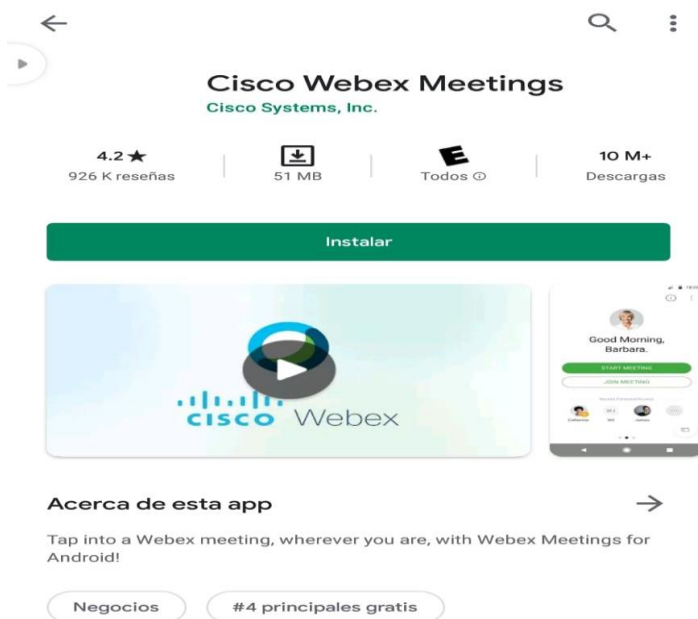 Cisco Webex Meetings
Cisco Systems, Inc.
4.2★
926 K reseñas
51 MB
Todos
10 M+
Descargas
Instalar
cisco Webex
Good Morning,
Barbara.
START MEETING
JOIN MEETING
Acerca de esta app
Tap into a Webex meeting, wherever you are, with Webex Meetings for
Android!
Negocios
#4 principales gratis